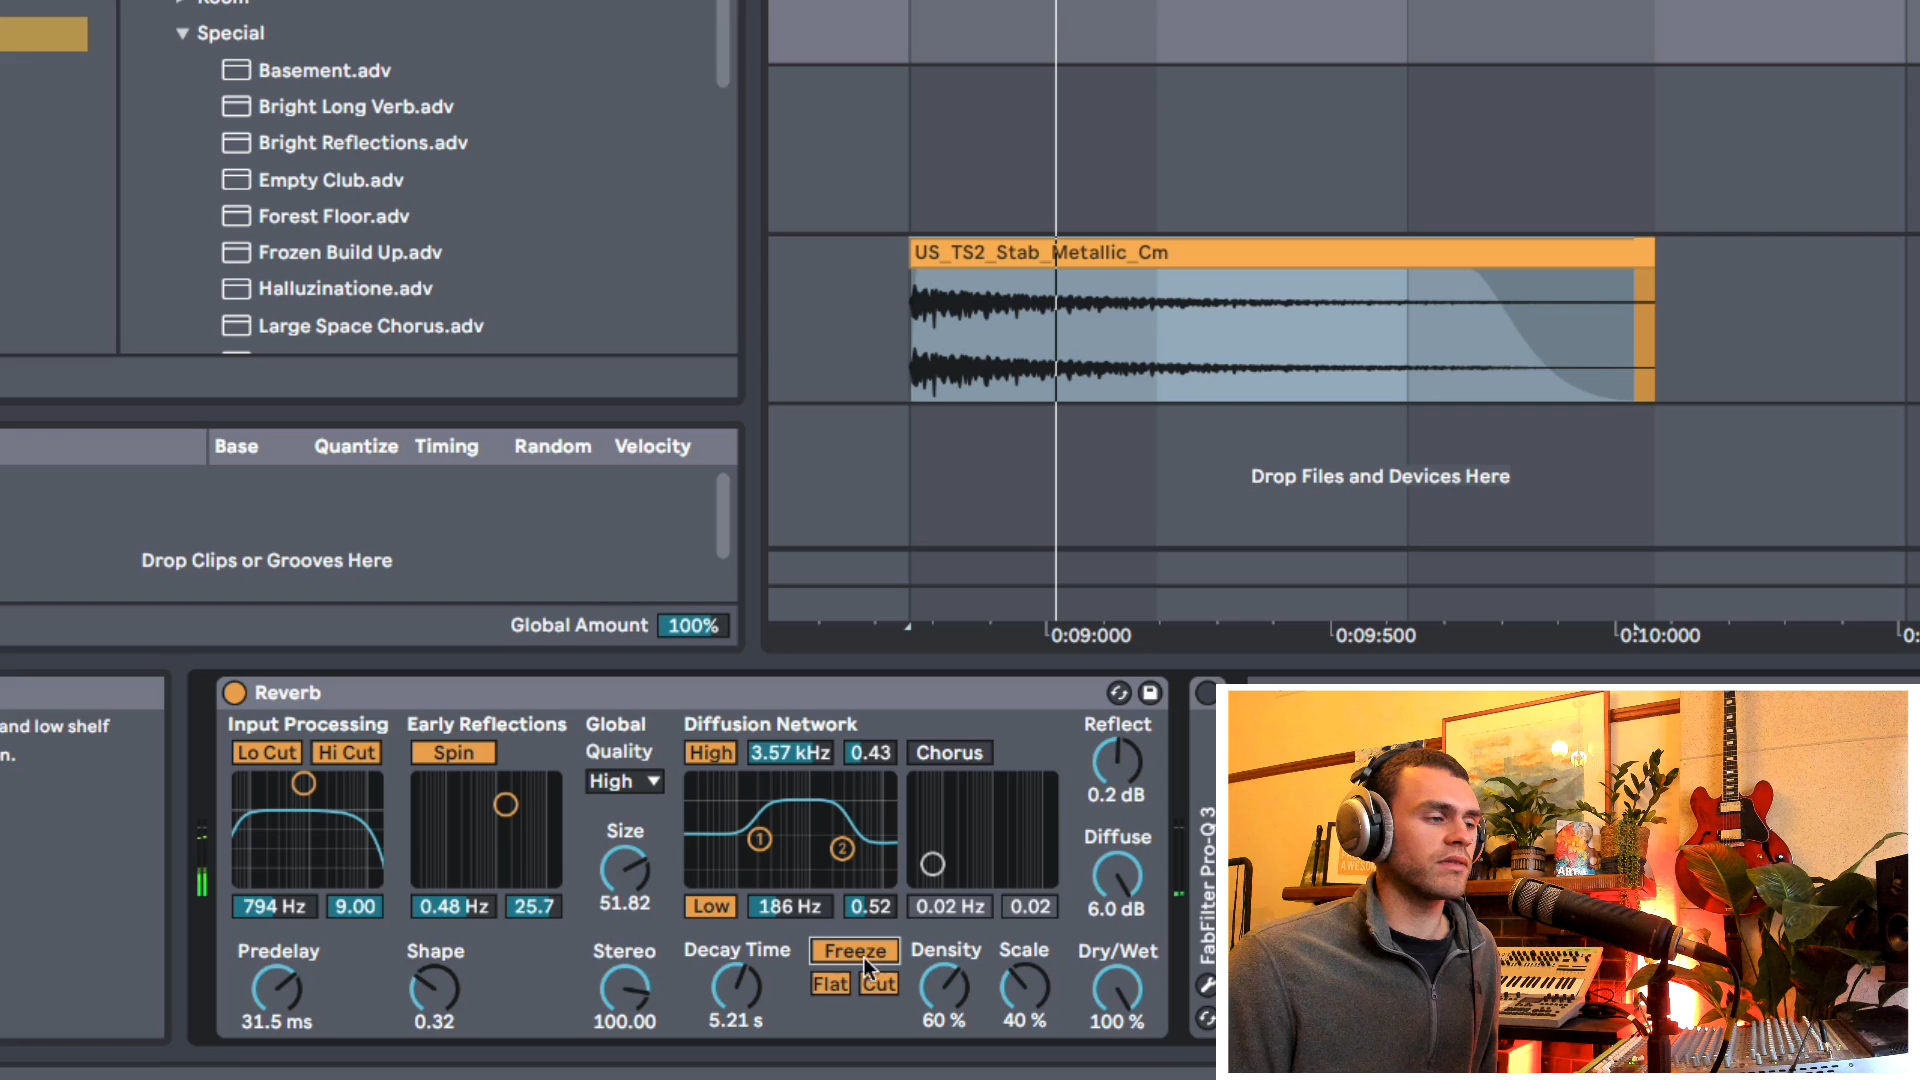 Special
Basement.adv
Bright Long Verb.adv
Bright Reflections.adv
Empty Club.adv
Forest Floor.adv
Frozen Build Up.adv
Halluzinatione.adv
Large Space Chorus.adv
US_TS2_Stab_Metallic_Cm
Base Quantize Timing Random Velocity
Drop Files and Devices Here
Drop Clips or Grooves Here
Global Amount 100%
0:09:000 0:09:500 0:10:000 0:
and low shelf
n.
Reverb
Input Processing Early Reflections Global Diffusion Network Reflect
Lo Cut Hi Cut Spin Quality High 3.57 kHz 0.43 Chorus
High
0.2 dB
Size Diffuse
1 2
794 Hz 9.00 0.48 Hz 25.7 51.82 Low 186 Hz 0.52 0.02 Hz 0.02 6.0 dB
Predelay Shape Stereo Decay Time Freeze Density Scale Dry/Wet
Flat Cut
31.5 ms 0.32 100.00 5.21 s 60 % 40 % 100 %
FabFilter Pro-Q 3